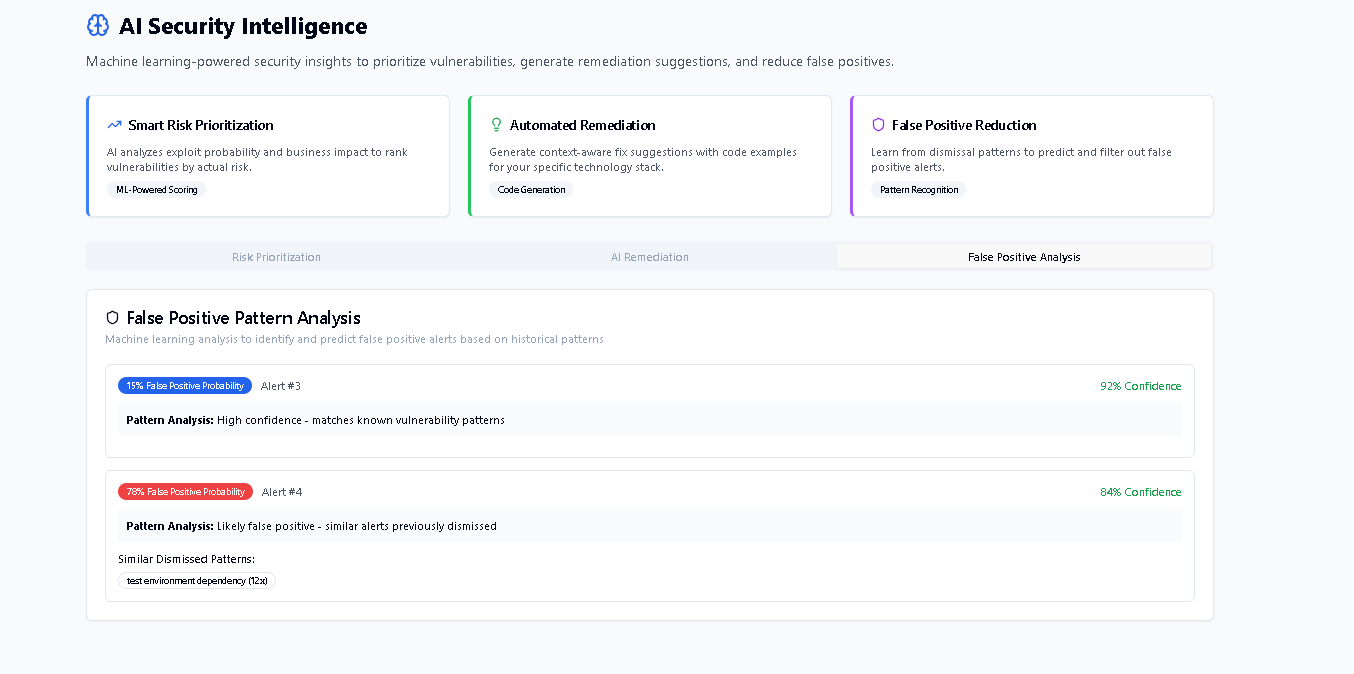 AI Security Intelligence
Machine learning-powered security insights to prioritize vulnerabilities, generate remediation suggestions, and reduce false positives.
Smart Risk Prioritization
AI analyzes exploit probability and business impact to rank
vulnerabilities by actual risk.
ML-Powered Scoring
Automated Remediation
Generate context-aware fix suggestions with code examples
for your specific technology stack.
Code Generation
False Positive Reduction
Learn from dismissal patterns to predict and filter out false
positive alerts.
Pattern Recognition
Risk Prioritization
AI Remediation
False Positive Analysis
False Positive Pattern Analysis
Machine learning analysis to identify and predict false positive alerts based on historical patterns
15% False Positive Probability
Alert #3
92% Confidence
Pattern Analysis: High confidence - matches known vulnerability patterns
78% False Positive Probability
Alert #4
84% Confidence
Pattern Analysis: Likely false positive - similar alerts previously dismissed
Similar Dismissed Patterns:
test environment dependency (12x)